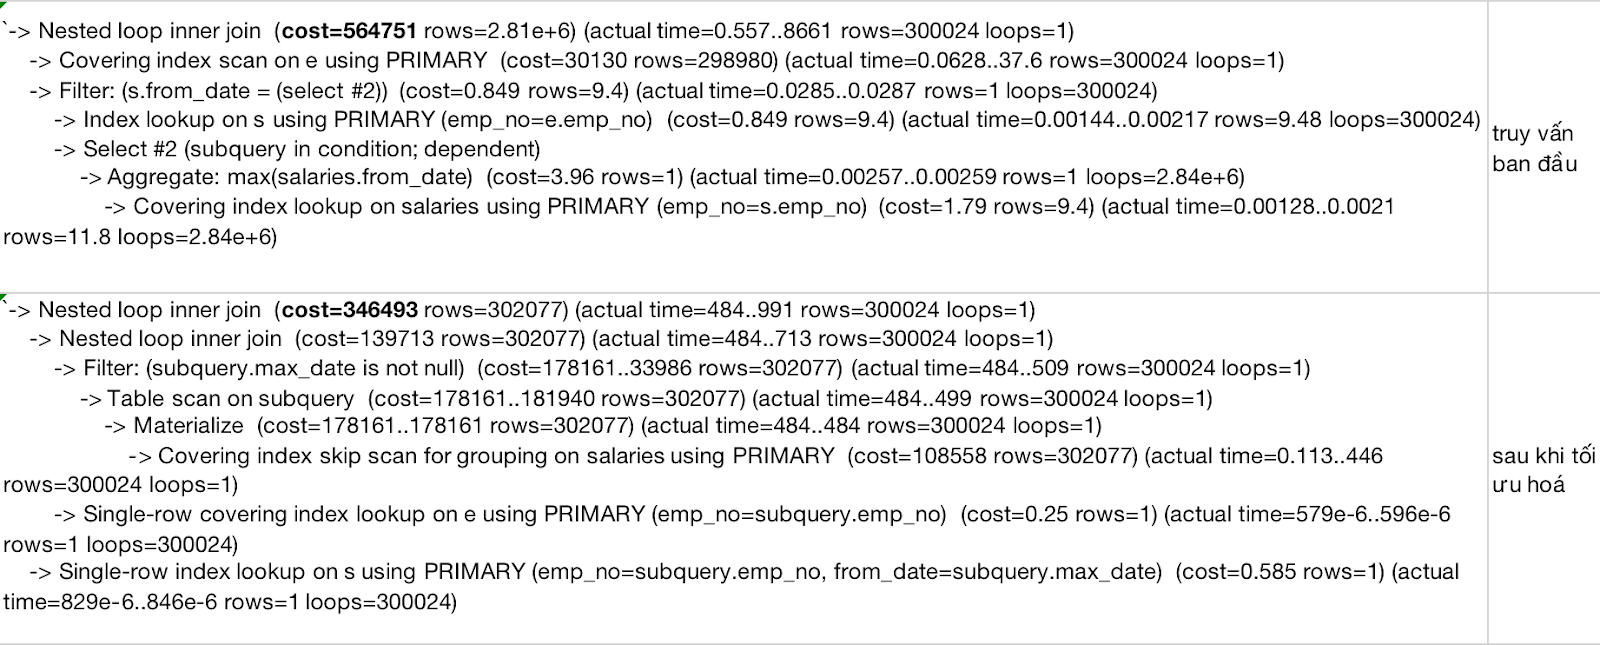 `-> Nested loop inner join  (cost=564751 rows=2.81e+6) (actual time=0.557..8661 rows=300024 loops=1)
-> Covering index scan on e using PRIMARY  (cost=30130 rows=298980) (actual time=0.0628..37.6 rows=300024 loops=1)
-> Filter: (s.from_date = (select #2))  (cost=0.849 rows=9.4) (actual time=0.0285..0.0287 rows=1 loops=300024)
-> Index lookup on s using PRIMARY (emp_no=e.emp_no)  (cost=0.849 rows=9.4) (actual time=0.00144..0.00217 rows=9.48 loops=300024)
-> Select #2 (subquery in condition; dependent)
-> Aggregate: max(salaries.from_date)  (cost=3.96 rows=1) (actual time=0.00257..0.00259 rows=1 loops=2.84e+6)
-> Covering index lookup on salaries using PRIMARY (emp_no=s.emp_no)  (cost=1.79 rows=9.4) (actual time=0.00128..0.0021
rows=11.8 loops=2.84e+6)
truy vấn
ban đầu
`-> Nested loop inner join  (cost=346493 rows=302077) (actual time=484..991 rows=300024 loops=1)
-> Nested loop inner join  (cost=139713 rows=302077) (actual time=484..713 rows=300024 loops=1)
-> Filter: (subquery.max_date is not null)  (cost=178161..33986 rows=302077) (actual time=484..509 rows=300024 loops=1)
-> Table scan on subquery  (cost=178161..181940 rows=302077) (actual time=484..499 rows=300024 loops=1)
-> Materialize  (cost=178161..178161 rows=302077) (actual time=484..484 rows=300024 loops=1)
-> Covering index skip scan for grouping on salaries using PRIMARY  (cost=108558 rows=302077) (actual time=0.113..446
rows=300024 loops=1)
-> Single-row covering index lookup on e using PRIMARY (emp_no=subquery.emp_no)  (cost=0.25 rows=1) (actual time=579e-6..596e-6
rows=1 loops=300024)
-> Single-row index lookup on s using PRIMARY (emp_no=subquery.emp_no, from_date=subquery.max_date)  (cost=0.585 rows=1) (actual
time=829e-6..846e-6 rows=1 loops=300024)
sau khi tối
ưu hoá